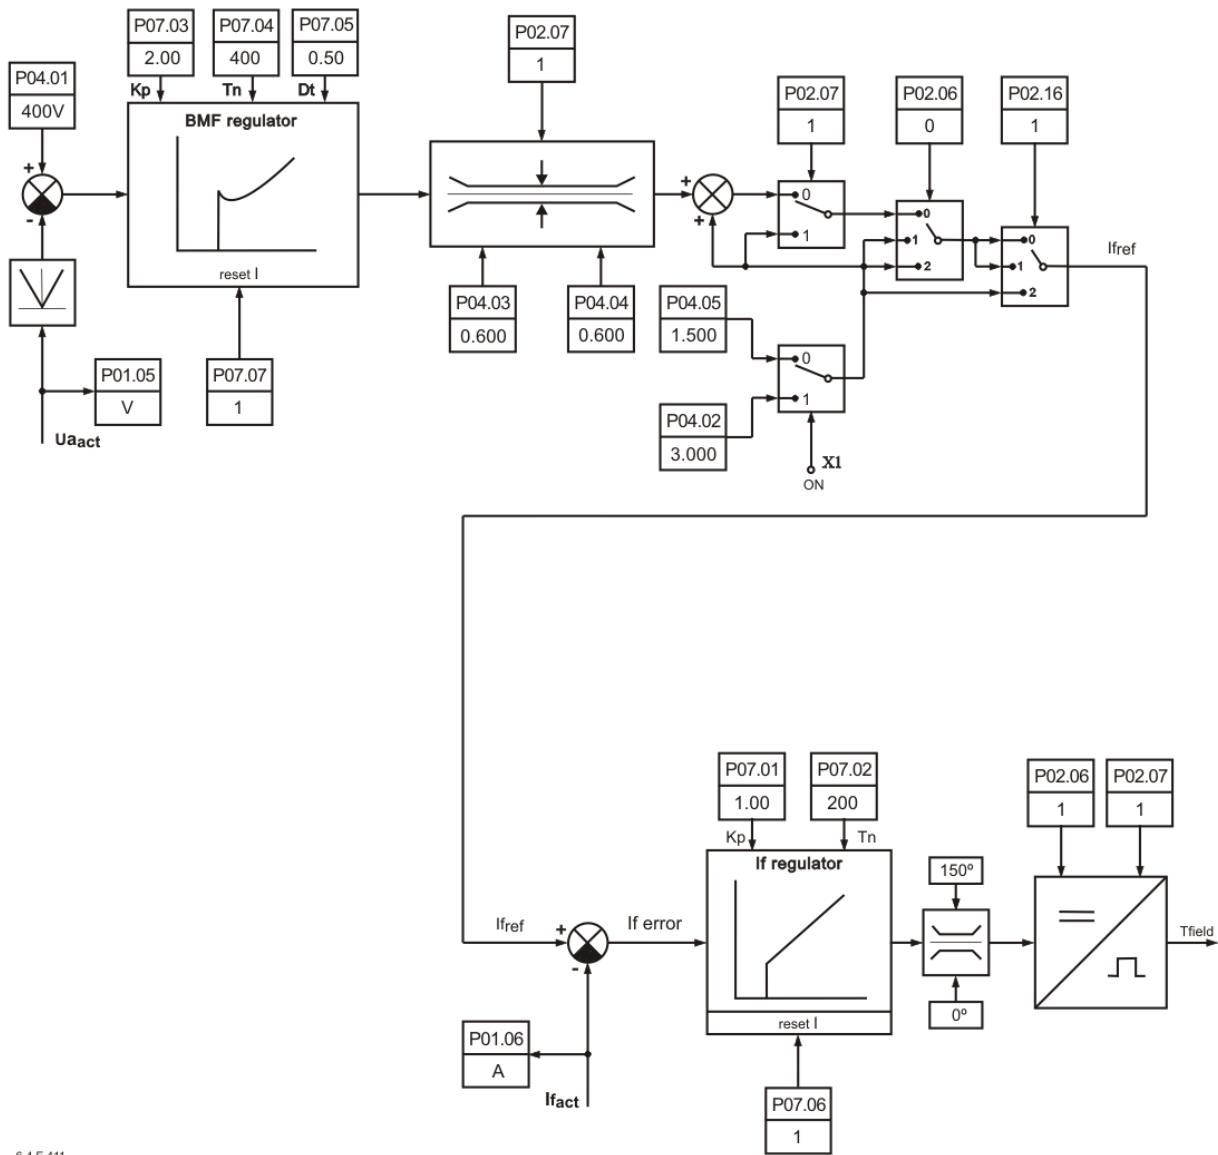 P07.03 P07.04 P07.05
2.00 400 0.50
Kp Tn Dt
P02.07
1
P04.01
400V
+
-
BMF regulator
reset I
P02.07
1
P02.06
0
P02.16
1
+
+
0
1
0
1
2
0
1
2
Ifref
P04.03
0.600
P04.04
0.600
P04.05
1.500
0
1
P04.02
3.000
X1
ON
P01.05
V
Uaact
P07.07
1
P07.01
1.00
Kp
P07.02
200
Tn
P02.06
1
P02.07
1
If regulator
150º
Ifref
+
-
If error
Tfield
0º
reset I
P01.06
A
Ifact
P07.06
1